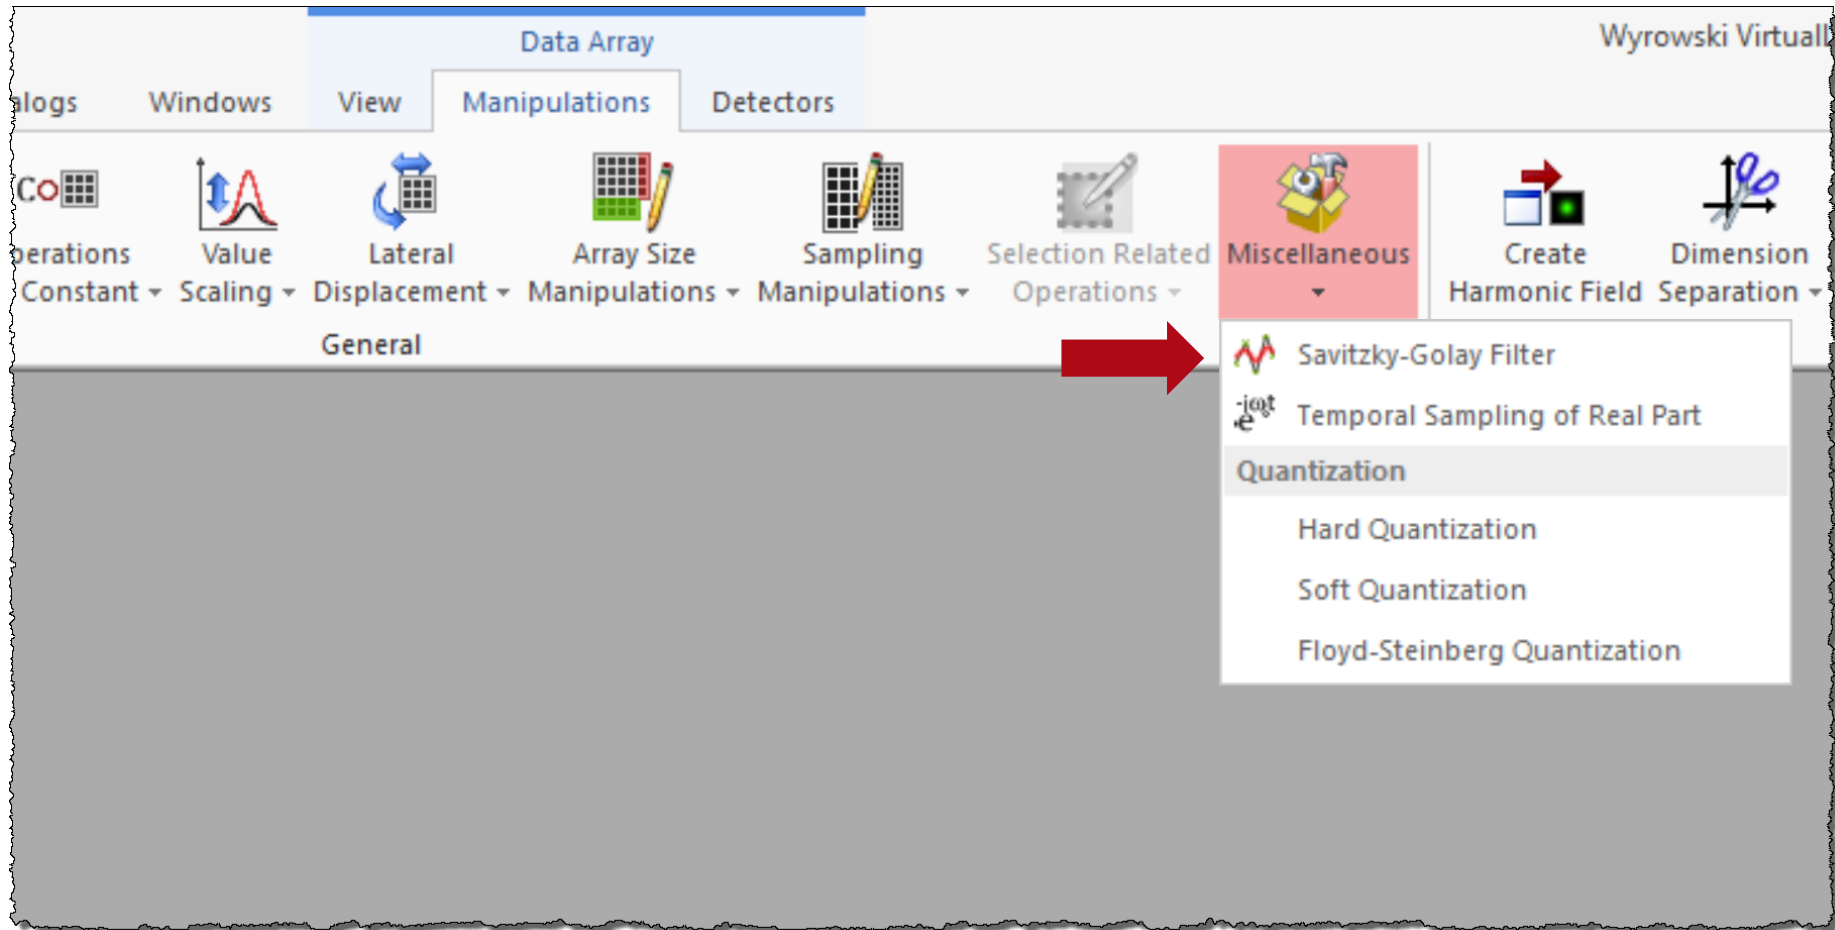 Data Array
Wyrowski Virtual
Windows
View
Manipulations
Detectors
Constant
Value
Scaling
Lateral
Displacement
Array Size
Manipulations
Sampling
Manipulations
Selection Related
Operations
Miscellaneous
Create
Harmonic Field
Dimension
Separation
General
Savitzky-Golay Filter
-iωt
e
Temporal Sampling of Real Part
Quantization
Hard Quantization
Soft Quantization
Floyd-Steinberg Quantization